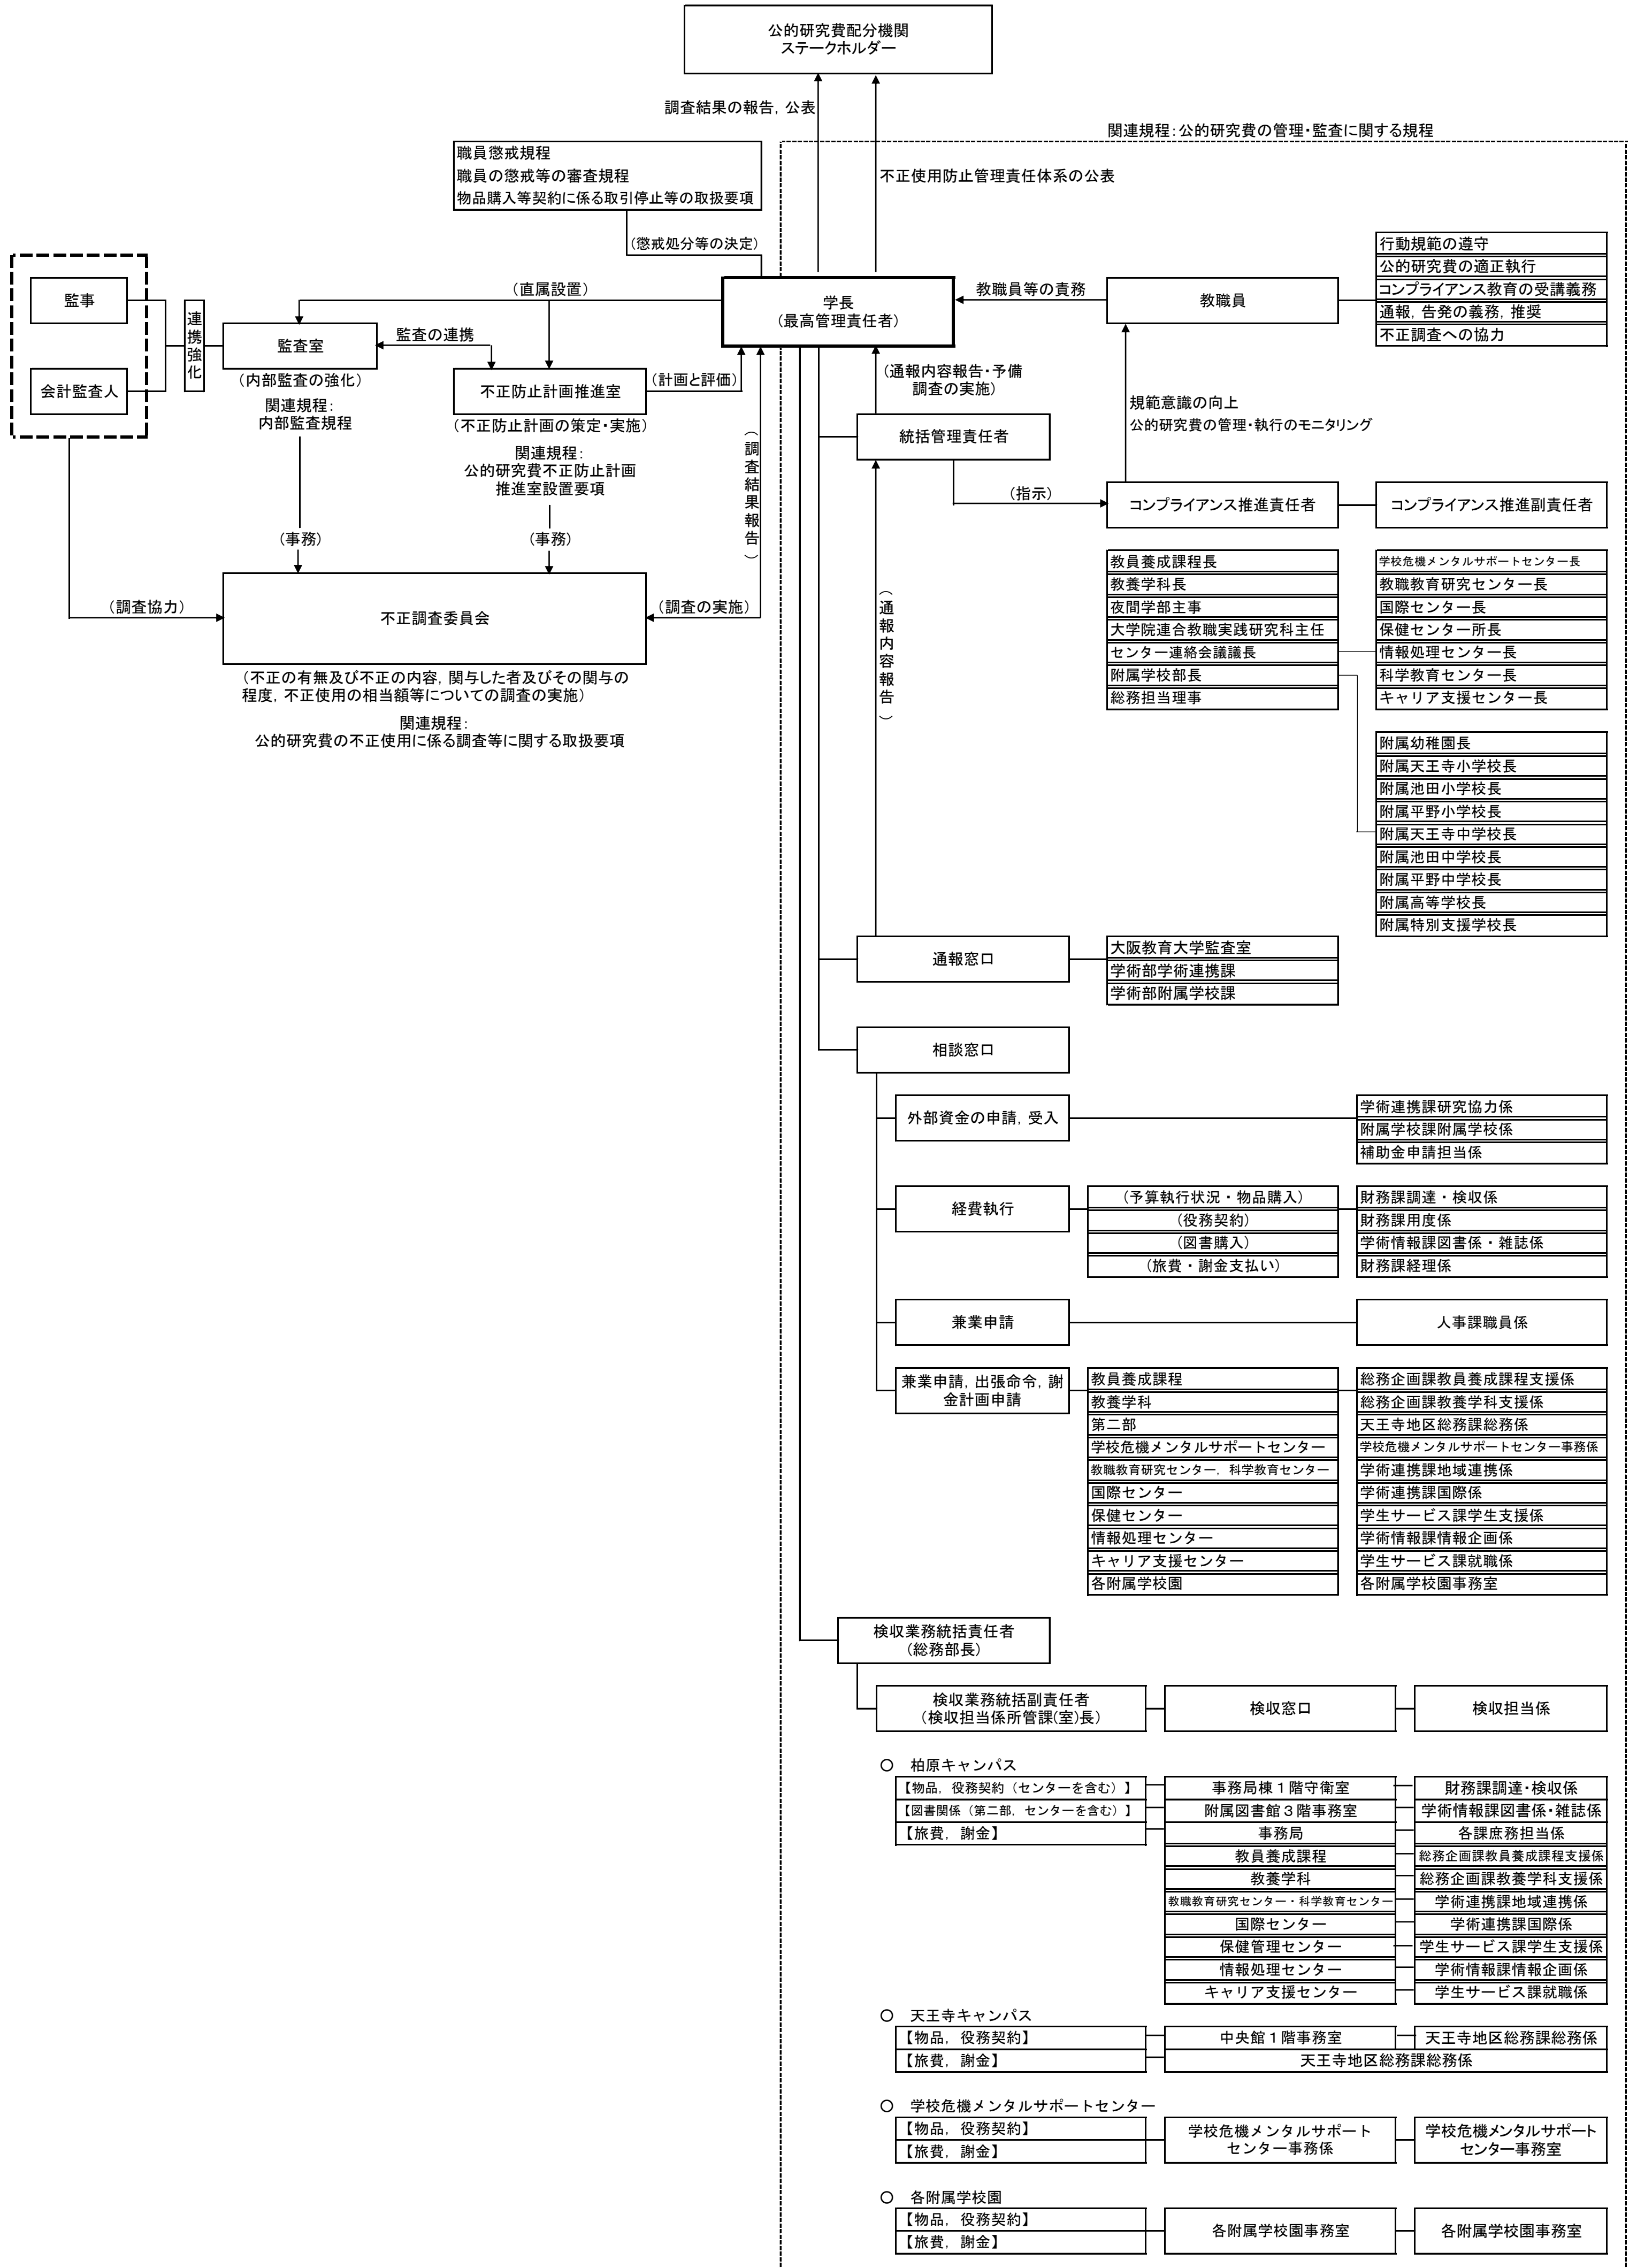 公的研究費配分機関
ステークホルダー
調査結果の報告，公表
関連規程：公的研究費の管理・監査に関する規程
職員懲戒規程
職員の懲戒等の審査規程
物品購入等契約に係る取引停止等の取扱要項
不正使用防止管理責任体系の公表
（懲戒処分等の決定）
監事
会計監査人
連携強化
（直属設置）
監査室
（内部監査の強化）
関連規程：
内部監査規程
監査の連携
不正防止計画推進室
（不正防止計画の策定・実施）
関連規程：
公的研究費不正防止計画
推進室設置要項
（計画と評価）
学長
（最高管理責任者）
教職員等の責務
教職員
行動規範の遵守
公的研究費の適正執行
コンプライアンス教育の受講義務
通報，告発の義務，推奨
不正調査への協力
（通報内容報告・予備
調査の実施）
規範意識の向上
公的研究費の管理・執行のモニタリング
統括管理責任者
（指示）
コンプライアンス推進責任者
コンプライアンス推進副責任者
（調査結果報告）
（事務）
（事務）
（調査協力）
不正調査委員会
（調査の実施）
（不正の有無及び不正の内容，関与した者及びその関与の
程度，不正使用の相当額等についての調査の実施）
関連規程：
公的研究費の不正使用に係る調査等に関する取扱要項
（通報内容報告）
教員養成課程長
教養学科長
夜間学部主事
大学院連合教職実践研究科主任
センター連絡会議議長
附属学校部長
総務担当理事
学校危機メンタルサポートセンター長
教職教育研究センター長
国際センター長
保健センター所長
情報処理センター長
科学教育センター長
キャリア支援センター長
附属幼稚園長
附属天王寺小学校長
附属池田小学校長
附属平野小学校長
附属天王寺中学校長
附属池田中学校長
附属平野中学校長
附属高等学校長
附属特別支援学校長
通報窓口
大阪教育大学監査室
学術部学術連携課
学術部附属学校課
相談窓口
外部資金の申請，受入
学術連携課研究協力係
附属学校課附属学校係
補助金申請担当係
経費執行
（予算執行状況・物品購入）
（役務契約）
（図書購入）
（旅費・謝金支払い）
財務課調達・検収係
財務課用度係
学術情報課図書係・雑誌係
財務課経理係
兼業申請
人事課職員係
兼業申請，出張命令，謝
金計画申請
教員養成課程
教養学科
第二部
学校危機メンタルサポートセンター
教職教育研究センター，科学教育センター
国際センター
保健センター
情報処理センター
キャリア支援センター
各附属学校園
総務企画課教員養成課程支援係
総務企画課教養学科支援係
天王寺地区総務課総務係
学校危機メンタルサポートセンター事務係
学術連携課地域連携係
学術連携課国際係
学生サービス課学生支援係
学術情報課情報企画係
学生サービス課就職係
各附属学校園事務室
検収業務統括責任者
（総務部長）
検収業務統括副責任者
（検収担当係所管課(室)長）
検収窓口
検収担当係
○　柏原キャンパス
【物品，役務契約（センターを含む）】
事務局棟１階守衛室
財務課調達・検収係
【図書関係（第二部，センターを含む）】
附属図書館３階事務室
学術情報課図書係・雑誌係
【旅費，謝金】
事務局
各課庶務担当係
教員養成課程
総務企画課教員養成課程支援係
教養学科
総務企画課教養学科支援係
教職教育研究センター・科学教育センター
学術連携課地域連携係
国際センター
学術連携課国際係
保健管理センター
学生サービス課学生支援係
情報処理センター
学術情報課情報企画係
キャリア支援センター
学生サービス課就職係
○　天王寺キャンパス
【物品，役務契約】
中央館１階事務室
天王寺地区総務課総務係
【旅費，謝金】
天王寺地区総務課総務係
○　学校危機メンタルサポートセンター
【物品，役務契約】
【旅費，謝金】
学校危機メンタルサポート
センター事務係
学校危機メンタルサポート
センター事務室
○　各附属学校園
【物品，役務契約】
【旅費，謝金】
各附属学校園事務室
各附属学校園事務室